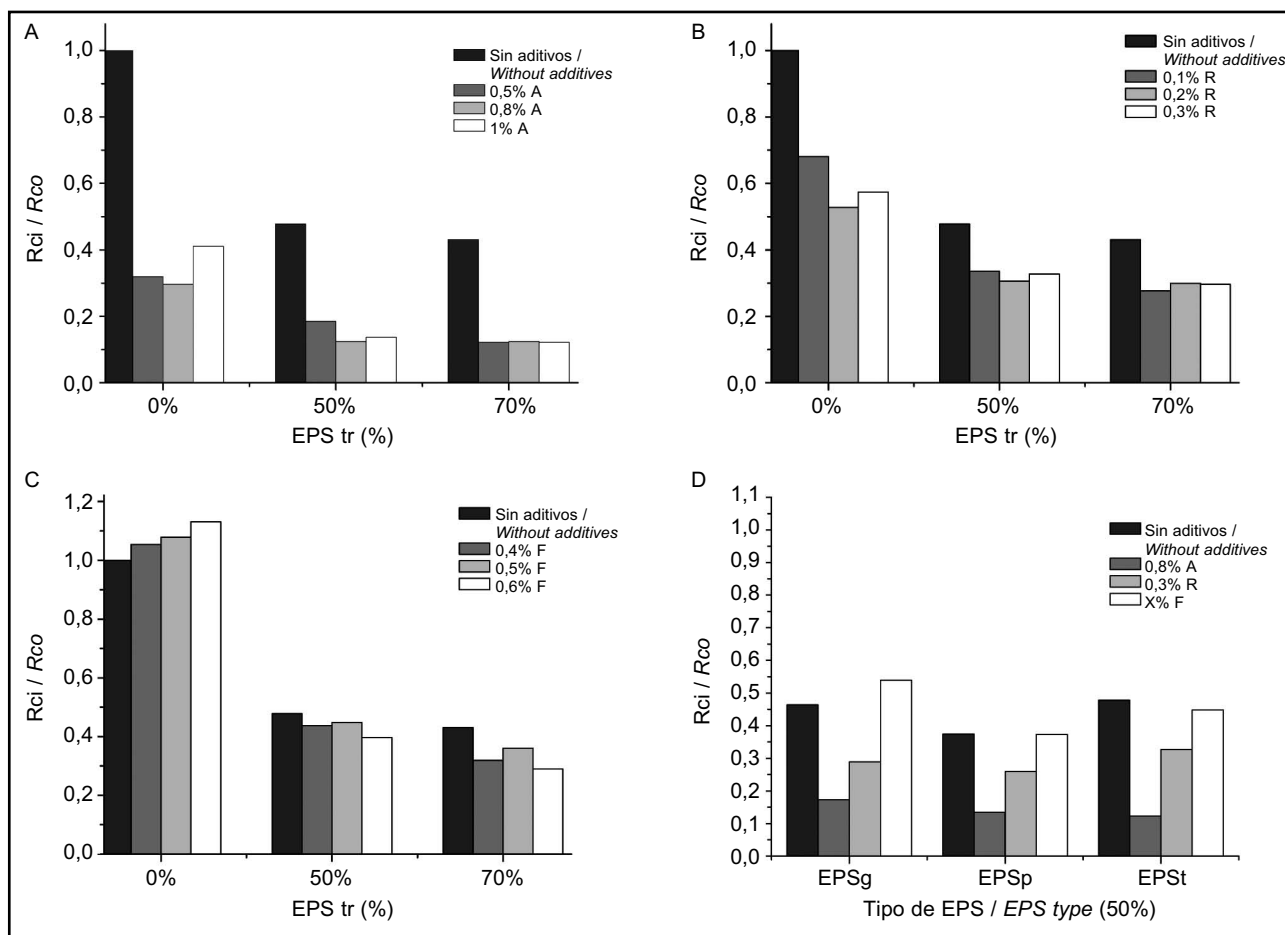 A
1,0
0,8
0,6
0,4
0,2
0,0
Rci / Rco
Sin aditivos /
Without additives
0,5% A
0,8% A
1% A
0%
50%
70%
EPS tr (%)
B
1,0
0,8
0,6
0,4
0,2
0,0
Rci / Rco
Sin aditivos /
Without additives
0,1% R
0,2% R
0,3% R
0%
50%
70%
EPS tr (%)
C
1,2
1,0
0,8
0,6
0,4
0,2
0,0
Rci / Rco
Sin aditivos /
Without additives
0,4% F
0,5% F
0,6% F
0%
50%
70%
EPS tr (%)
D
1,1
1,0
0,9
0,8
0,7
0,6
0,5
0,4
0,3
0,2
0,1
0,0
Rci / Rco
Sin aditivos /
Without additives
0,8% A
0,3% R
X% F
EPSg
EPSp
EPSt
Tipo de EPS / EPS type (50%)